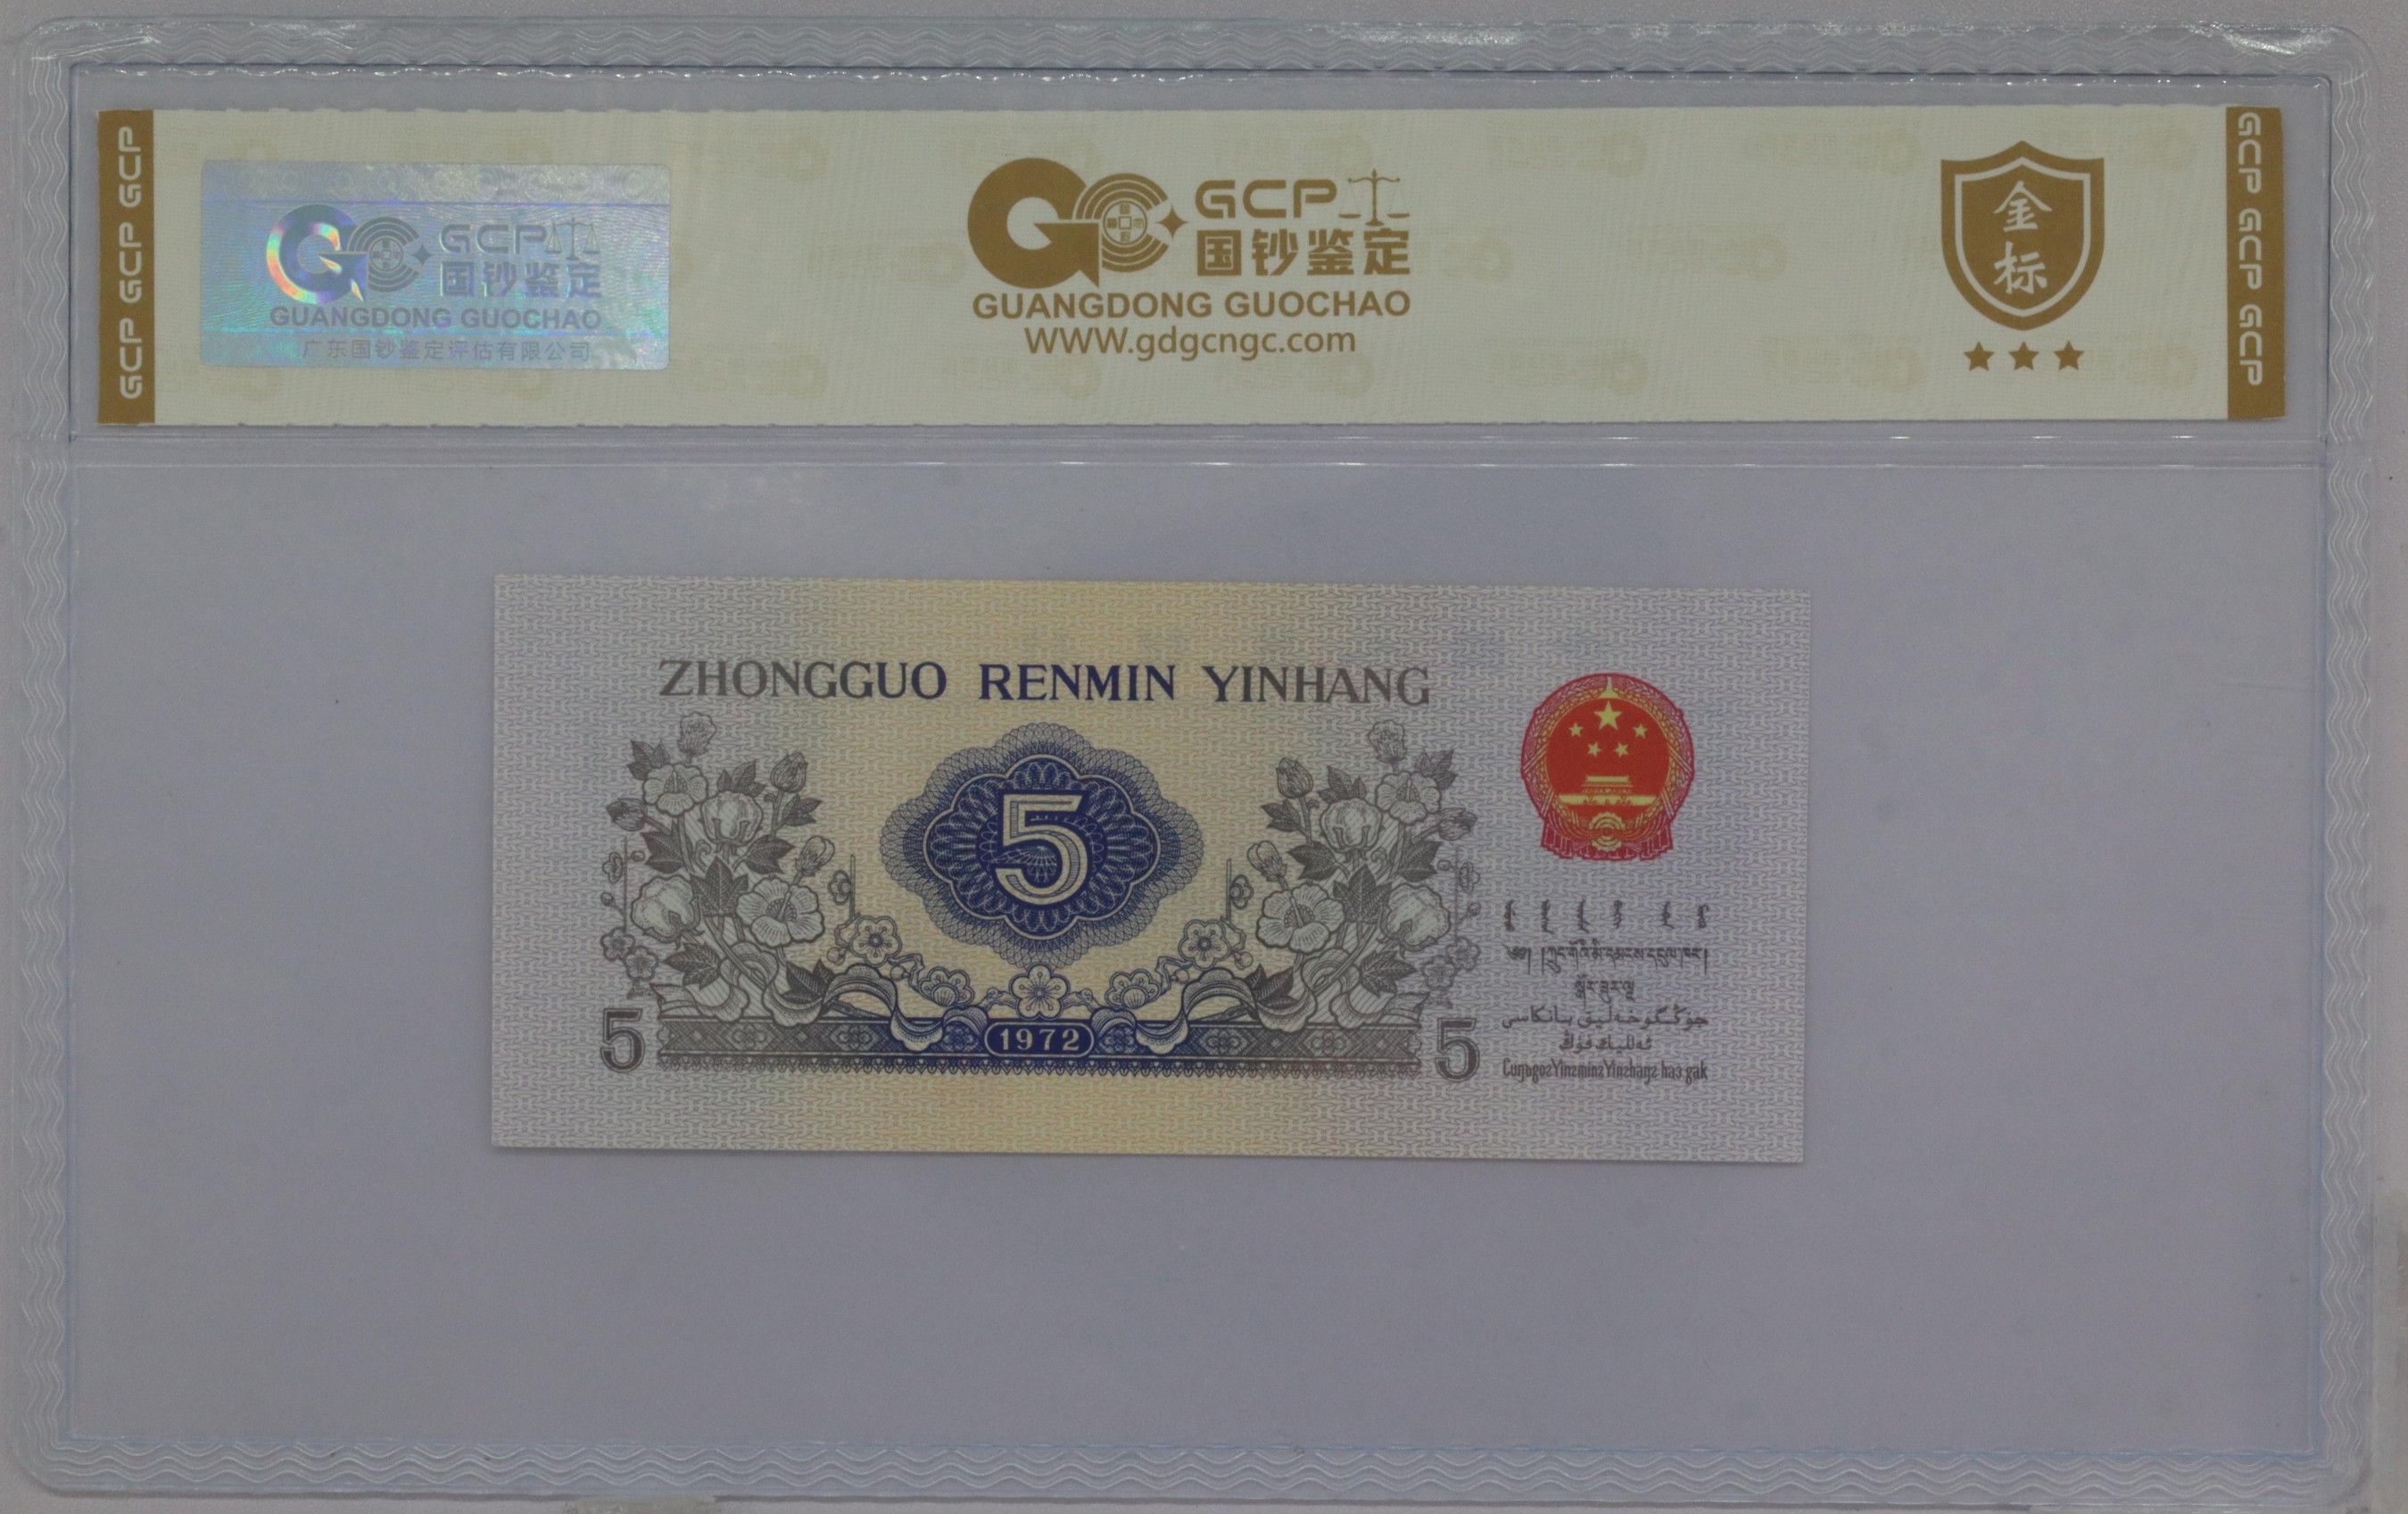 GCP GCP GCP
GCP
国钞鉴定
GUANGDONG GUOCHAO
广东国钞鉴定评估有限公司
GCP
国钞鉴定
GUANGDONG GUOCHAO
WWW.gdgcngc.com
金
标
GCP GCP GCP
ZHONGGUO RENMIN YINHANG
5
1972
5
5